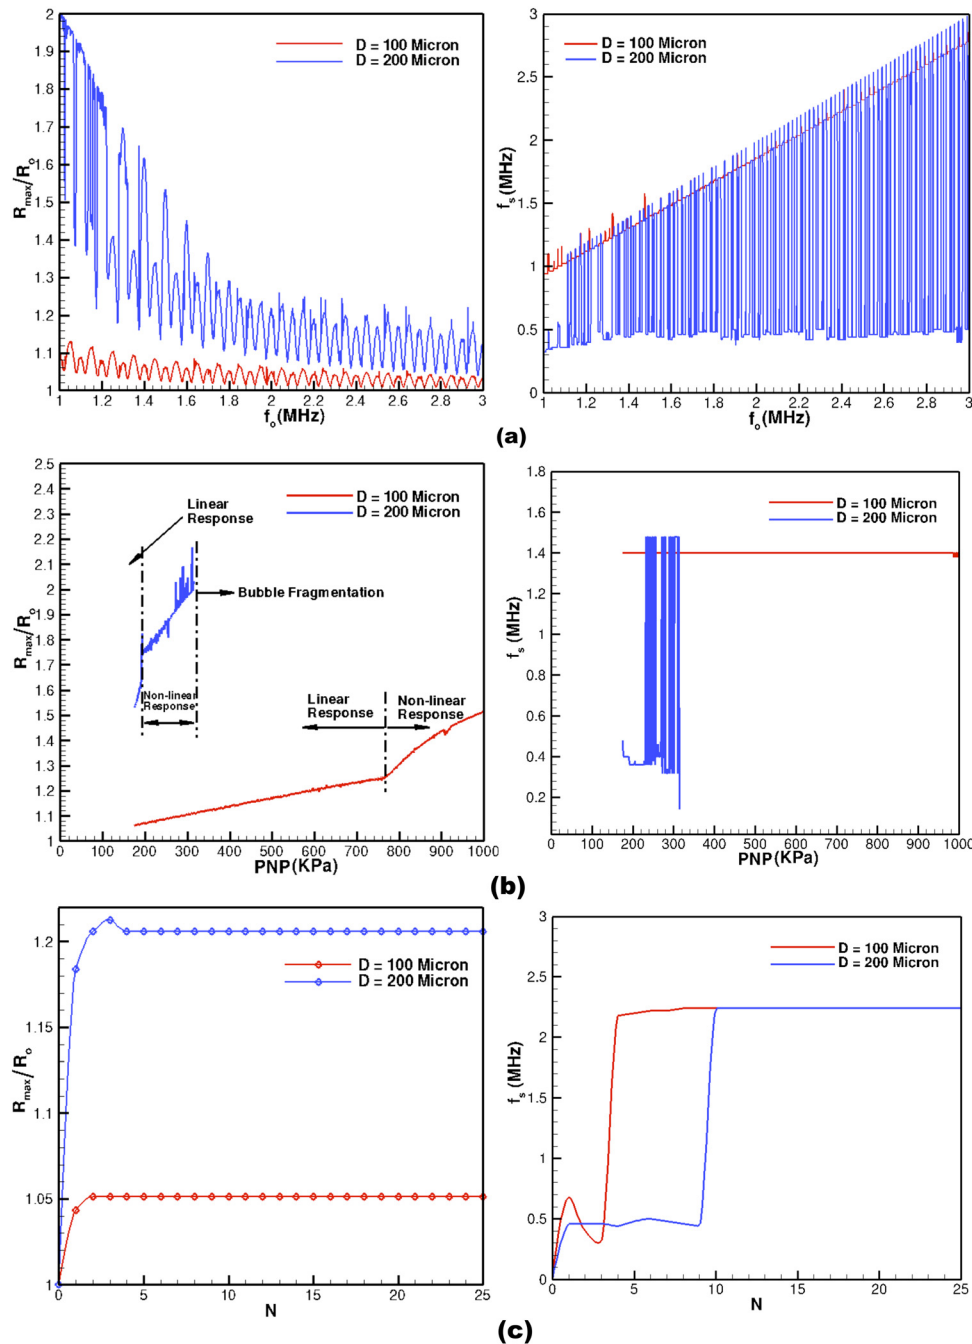 2
1.9
1.8
1.7
1.6
1.5
1.4
1.3
1.2
1.1
1
R_max/R_o
D = 100 Micron
D = 200 Micron
1 1.2 1.4 1.6 1.8 2 2.2 2.4 2.6 2.8 3
f_o(MHz)
3
2.5
2
1.5
1
0.5
0
f_s(MHz)
D = 100 Micron
D = 200 Micron
1 1.2 1.4 1.6 1.8 2 2.2 2.4 2.6 2.8 3
f_o(MHz)
(a)
2.5
2.4
2.3
2.2
2.1
2
1.9
1.8
1.7
1.6
1.5
1.4
1.3
1.2
1.1
1
R_max/R_o
D = 100 Micron
D = 200 Micron
Linear
Response
Bubble Fragmentation
Non-linear
Response
Linear
Response
Non-linear
Response
0 100 200 300 400 500 600 700 800 900 1000
PNP(KPa)
1.8
1.6
1.4
1.2
1
0.8
0.6
0.4
0.2
f_s (MHz)
D = 100 Micron
D = 200 Micron
0 100 200 300 400 500 600 700 800 900 1000
PNP(KPa)
(b)
1.2
1.15
1.1
1.05
1
R_max/R_o
D = 100 Micron
D = 200 Micron
0 5 10 15 20 25
N
3
2.5
2
1.5
1
0.5
0
f_s (MHz)
D = 100 Micron
D = 200 Micron
0 5 10 15 20 25
N
(c)